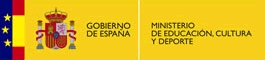 GOBIERNO
DE ESPAÑA
MINISTERIO
DE EDUCACIÓN, CULTURA
Y DEPORTE